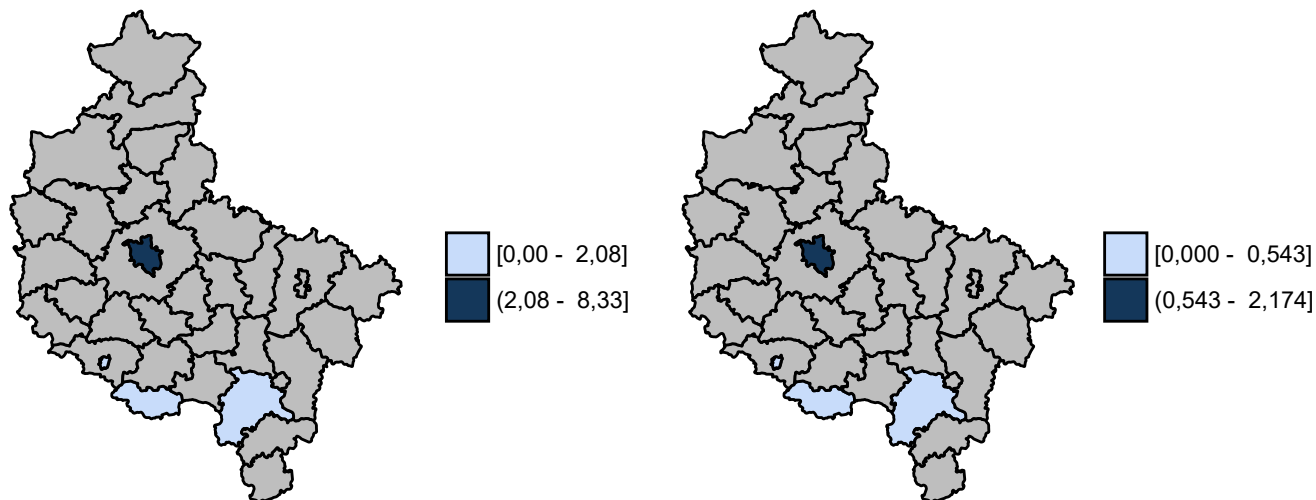 [0,00 - 2,08]
(2,08 - 8,33]
[0,000 - 0,543]
(0,543 - 2,174]